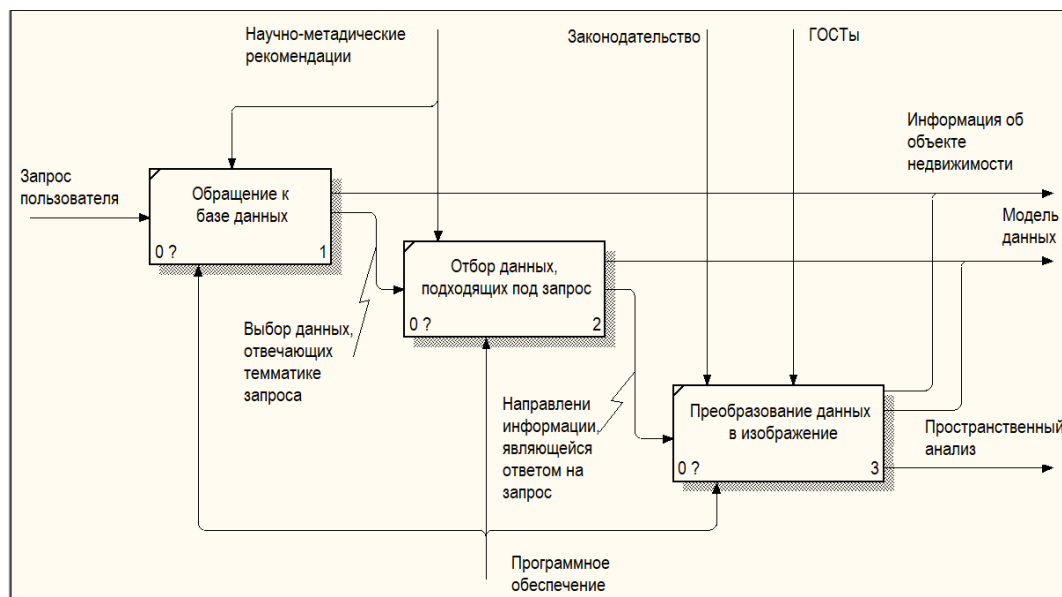 Научно-метадические
рекомендации
Законодательство
ГОСТы
Информация об
объекте
недвижимости
Запрос
пользователя
Обращение к
базе данных
0 ?
1
Модель
данных
Отбор данных,
подходящих под запрос
0 ?
2
Выбор данных,
отвечающих
темматике
запроса
Направлени
информации,
являющейся
ответом на
запрос
Преобразование данных
в изображение
0 ?
3
Пространственный
анализ
Программное
обеспечение